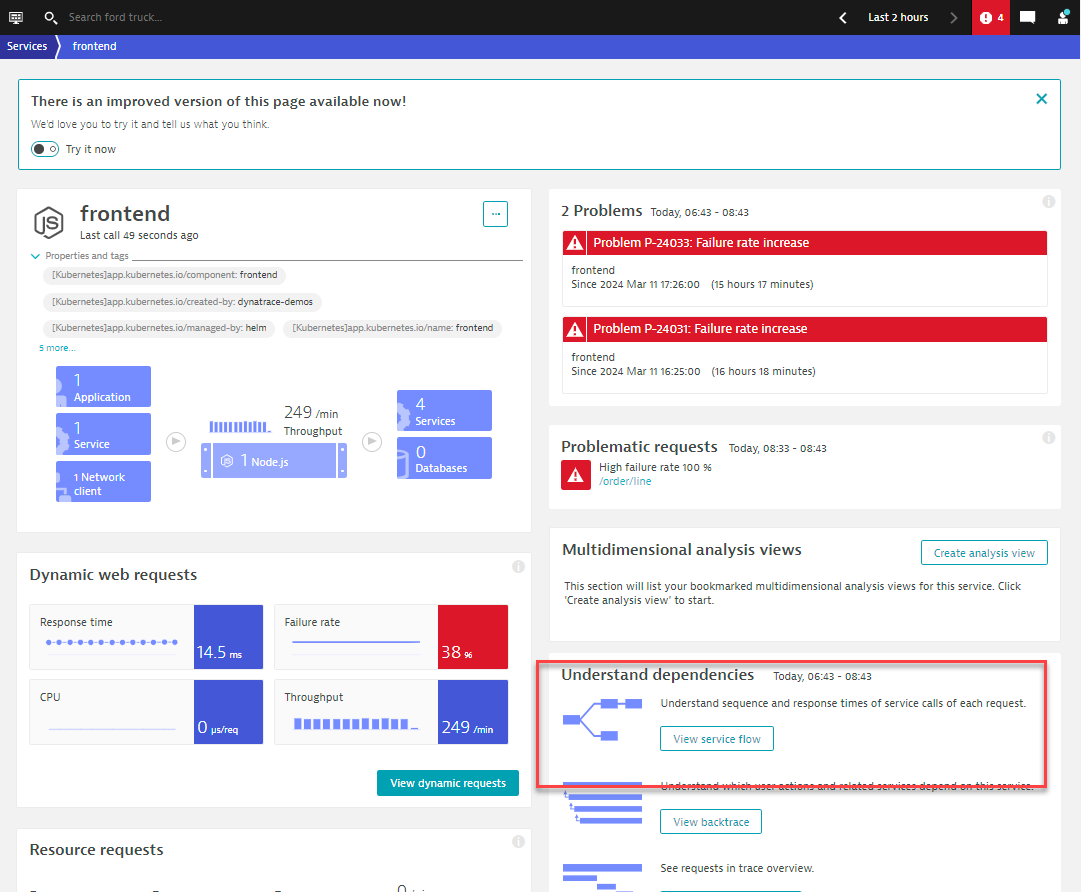 Search ford truck...
Last 2 hours
4
Services
frontend
There is an improved version of this page available now!
We'd love you to try it and tell us what you think.
Try it now
JS
frontend
Last call 49 seconds ago
...
Properties and tags
[Kubernetes]app.kubernetes.io/component: frontend
[Kubernetes]app.kubernetes.io/created-by: dynatrace-demos
[Kubernetes]app.kubernetes.io/managed-by: helm
[Kubernetes]app.kubernetes.io/name: frontend
5 more...
1
Application
1
Service
1 Network
client
249 /min
Throughput
1 Node.js
4
Services
0
Databases
Dynamic web requests
Response time
14.5 ms
Failure rate
38 %
CPU
0 µs/req
Throughput
249 /min
View dynamic requests
Resource requests
2 Problems Today, 06:43 - 08:43
Problem P-24033: Failure rate increase
frontend
Since 2024 Mar 11 17:26:00 (15 hours 17 minutes)
Problem P-24031: Failure rate increase
frontend
Since 2024 Mar 11 16:25:00 (16 hours 18 minutes)
Problematic requests Today, 08:33 - 08:43
High failure rate 100 %
/order/line
Multidimensional analysis views
Create analysis view
This section will list your bookmarked multidimensional analysis views for this service. Click
'Create analysis view' to start.
Understand dependencies Today, 06:43 - 08:43
Understand sequence and response times of service calls of each request.
View service flow
Understand which user actions and related services depend on this service.
View backtrace
See requests in trace overview.